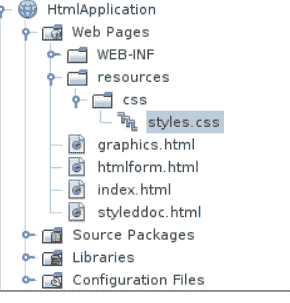 HtmlApplication
Web Pages
WEB-INF
resources
css
styles.css
graphics.html
htmlform.html
index.html
styleddoc.html
Source Packages
Libraries
Configuration Files